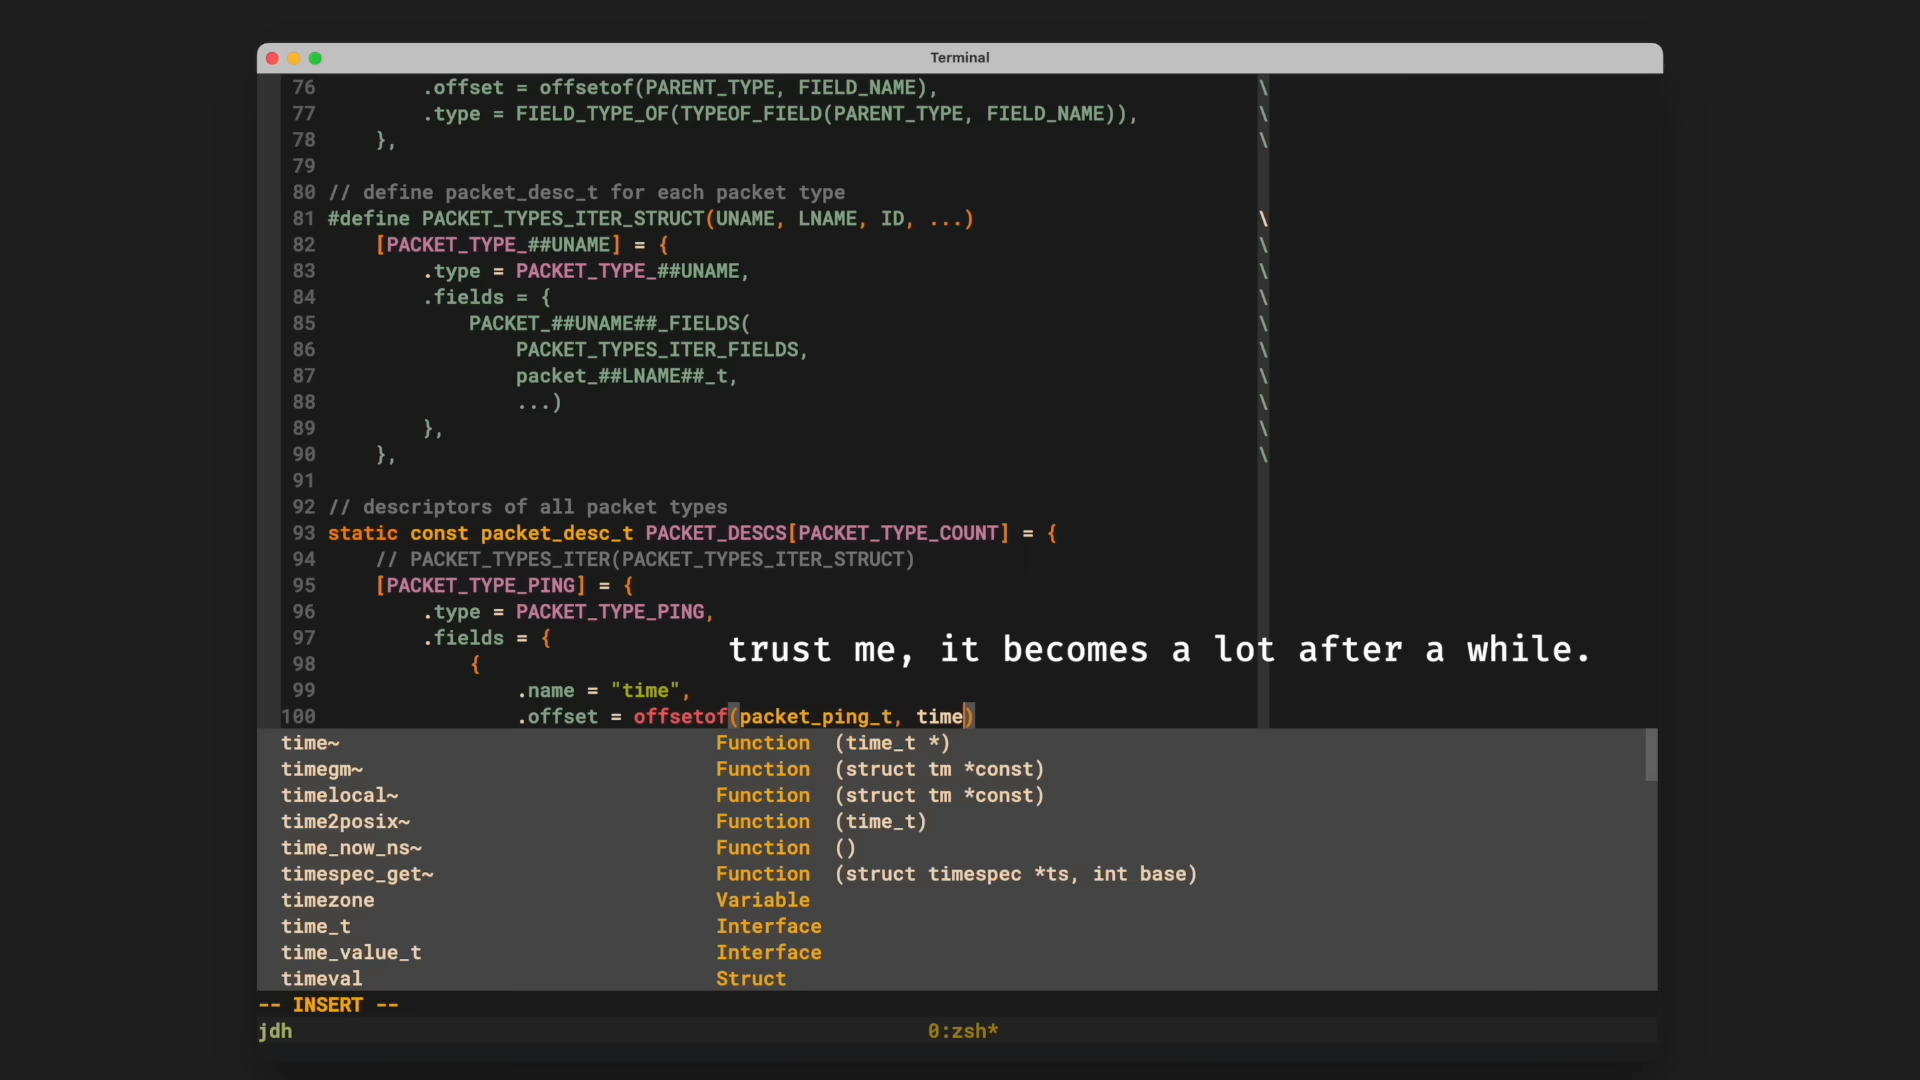 Terminal
76 .offset = offsetof(PARENT_TYPE, FIELD_NAME), \
77 .type = FIELD_TYPE_OF(TYPEOF_FIELD(PARENT_TYPE, FIELD_NAME)), \
78 }, \
79
80 // define packet_desc_t for each packet type
81 #define PACKET_TYPES_ITER_STRUCT(UNAME, LNAME, ID, ...) \
82 [PACKET_TYPE_##UNAME] = { \
83 .type = PACKET_TYPE_##UNAME, \
84 .fields = { \
85 PACKET_##UNAME##_FIELDS( \
86 PACKET_TYPES_ITER_FIELDS, \
87 packet_##LNAME##_t, \
88 ...) \
89 }, \
90 }, \
91
92 // descriptors of all packet types
93 static const packet_desc_t PACKET_DESCS[PACKET_TYPE_COUNT] = {
94 // PACKET_TYPES_ITER(PACKET_TYPES_ITER_STRUCT)
95 [PACKET_TYPE_PING] = {
96 .type = PACKET_TYPE_PING,
97 .fields = {
trust me, it becomes a lot after a while.
98 {
99 .name = "time",
100 .offset = offsetof(packet_ping_t, time)
time~ Function (time_t *)
timegm~ Function (struct tm *const)
timelocal~ Function (struct tm *const)
time2posix~ Function (time_t)
time_now_ns~ Function ()
timespec_get~ Function (struct timespec *ts, int base)
timezone Variable
time_t Interface
time_value_t Interface
timeval Struct
-- INSERT --
jdh 0:zsh*